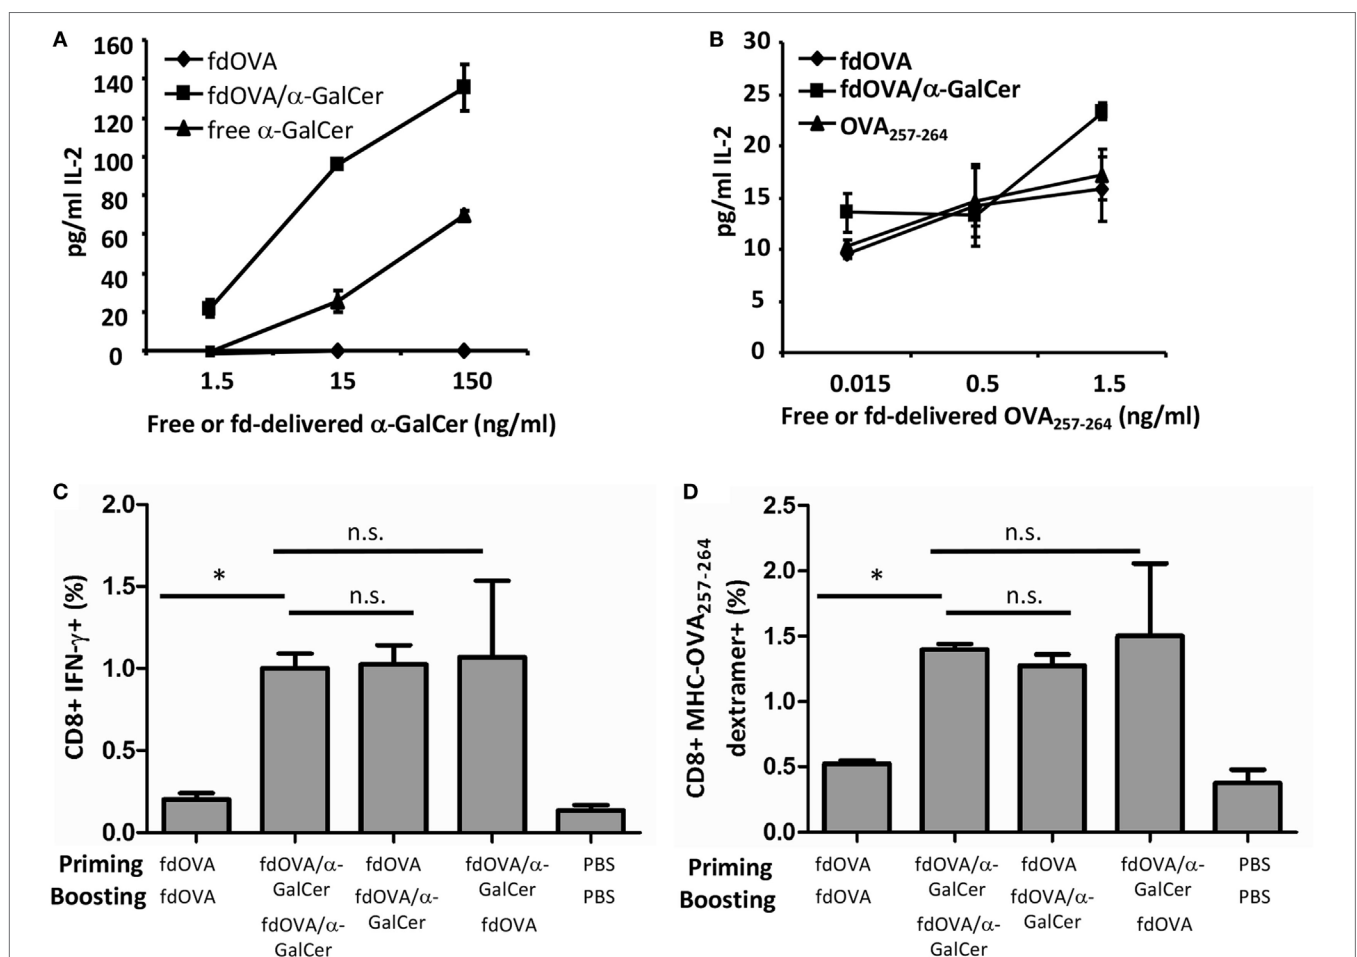 A
160
140
120
100
80
60
40
20
0
pg/ml IL-2
fdOVA
fdOVA/α-GalCer
free α-GalCer
1.5 15 150
Free or fd-delivered α-GalCer (ng/ml)
B
30
25
20
15
10
5
0
pg/ml IL-2
fdOVA
fdOVA/α-GalCer
OVA257-264
0.015 0.5 1.5
Free or fd-delivered OVA257-264 (ng/ml)
C
2.0
1.5
1.0
0.5
0.0
CD8+ IFN-γ+ (%)
n.s.
*
n.s.
Priming fdOVA fdOVA/α-GalCer fdOVA fdOVA/α-GalCer PBS
Boosting fdOVA fdOVA/α-GalCer fdOVA/α-GalCer fdOVA PBS
D
2.5
2.0
1.5
1.0
0.5
0.0
CD8+ MHC-OVA257-264
dextramer+ (%)
n.s.
*
n.s.
Priming fdOVA fdOVA/α-GalCer fdOVA fdOVA/α-GalCer PBS
Boosting fdOVA fdOVA/α-GalCer fdOVA/α-GalCer fdOVA PBS